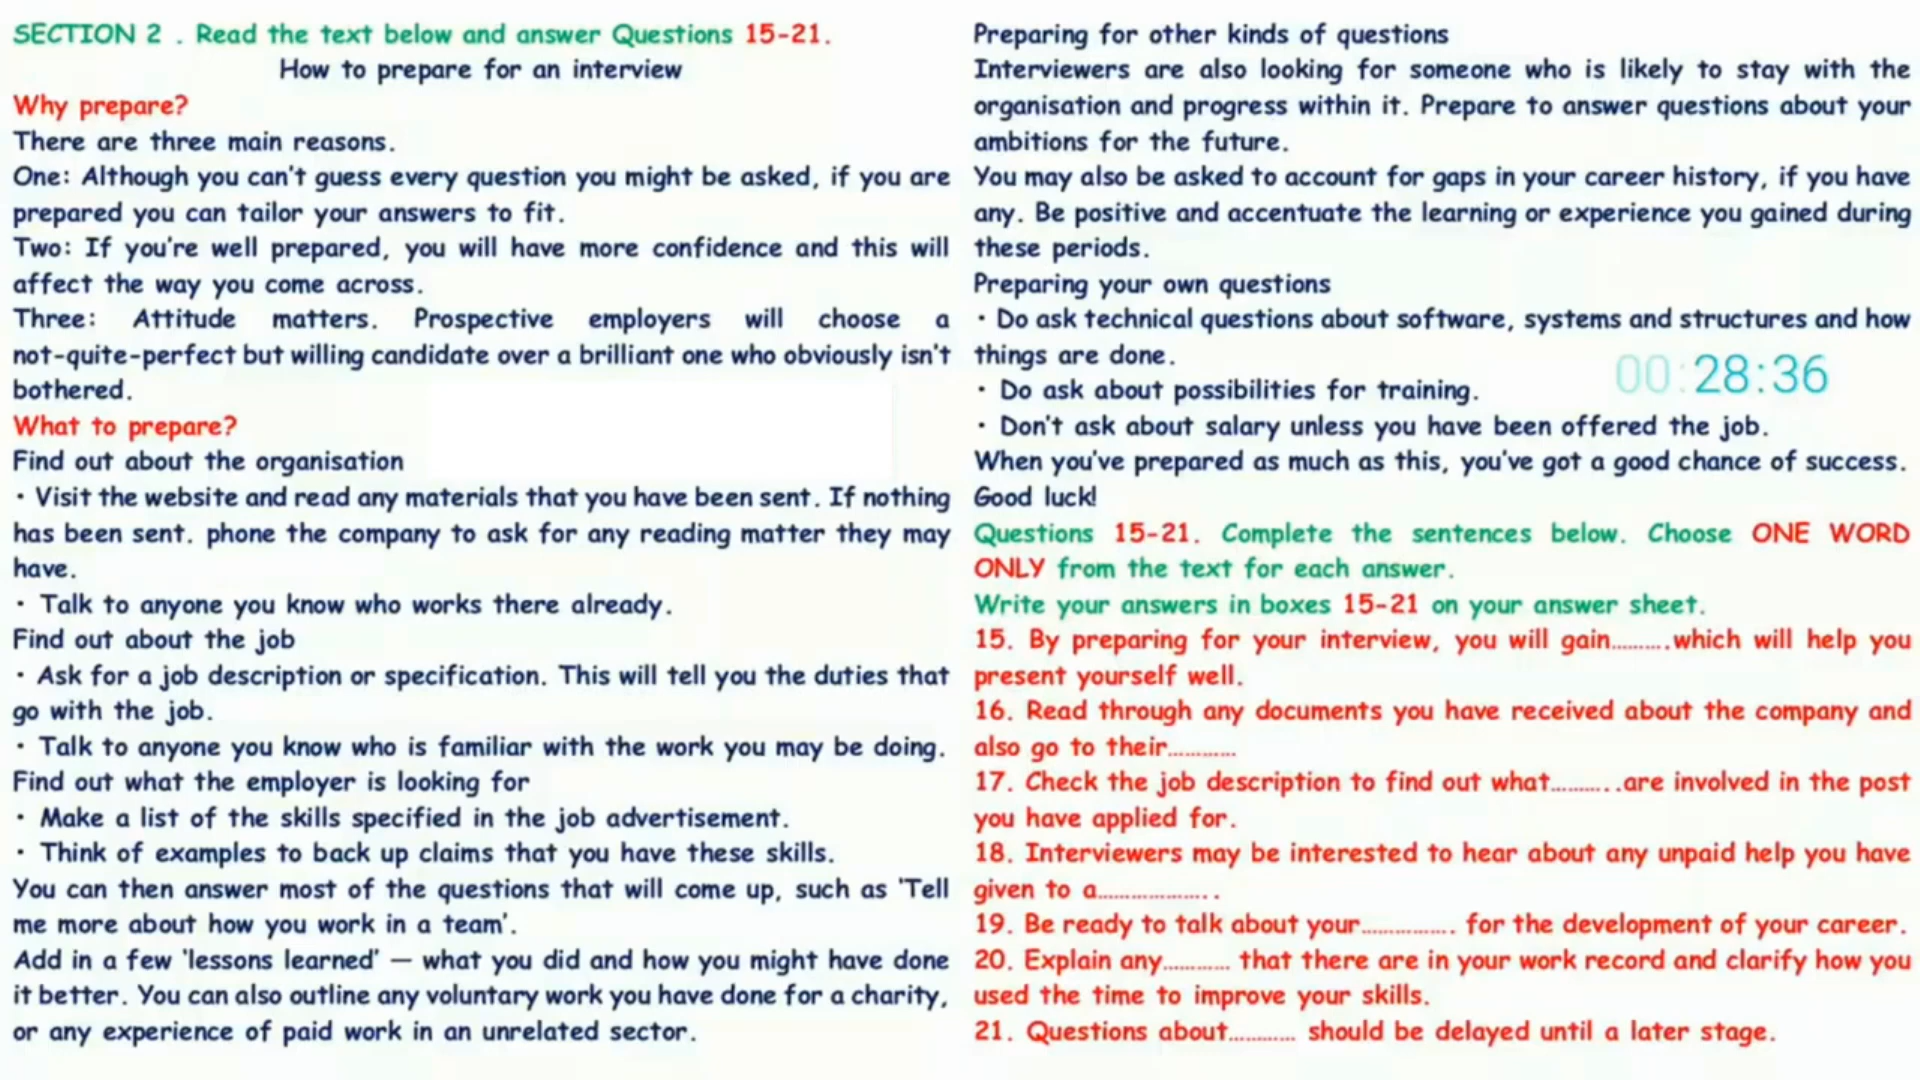 SECTION 2 . Read the text below and answer Questions 15-21.
How to prepare for an interview
Why prepare?
There are three main reasons.
One: Although you can't guess every question you might be asked, if you are
prepared you can tailor your answers to fit.
Two: If you're well prepared, you will have more confidence and this will
affect the way you come across.
Three: Attitude matters. Prospective employers will choose a
not-quite-perfect but willing candidate over a brilliant one who obviously isn't
bothered.
What to prepare?
Find out about the organisation
• Visit the website and read any materials that you have been sent. If nothing
has been sent. phone the company to ask for any reading matter they may
have.
• Talk to anyone you know who works there already.
Find out about the job
• Ask for a job description or specification. This will tell you the duties that
go with the job.
• Talk to anyone you know who is familiar with the work you may be doing.
Find out what the employer is looking for
• Make a list of the skills specified in the job advertisement.
• Think of examples to back up claims that you have these skills.
You can then answer most of the questions that will come up, such as 'Tell
me more about how you work in a team'.
Add in a few 'lessons learned' — what you did and how you might have done
it better. You can also outline any voluntary work you have done for a charity,
or any experience of paid work in an unrelated sector.
Preparing for other kinds of questions
Interviewers are also looking for someone who is likely to stay with the
organisation and progress within it. Prepare to answer questions about your
ambitions for the future.
You may also be asked to account for gaps in your career history, if you have
any. Be positive and accentuate the learning or experience you gained during
these periods.
Preparing your own questions
• Do ask technical questions about software, systems and structures and how
things are done.
00:28:36
• Do ask about possibilities for training.
• Don't ask about salary unless you have been offered the job.
When you've prepared as much as this, you've got a good chance of success.
Good luck!
Questions 15-21. Complete the sentences below. Choose ONE WORD
ONLY from the text for each answer.
Write your answers in boxes 15-21 on your answer sheet.
15. By preparing for your interview, you will gain..........which will help you
present yourself well.
16. Read through any documents you have received about the company and
also go to their............
17. Check the job description to find out what............are involved in the post
you have applied for.
18. Interviewers may be interested to hear about any unpaid help you have
given to a.....................
19. Be ready to talk about your................ for the development of your career.
20. Explain any............ that there are in your work record and clarify how you
used the time to improve your skills.
21. Questions about............ should be delayed until a later stage.